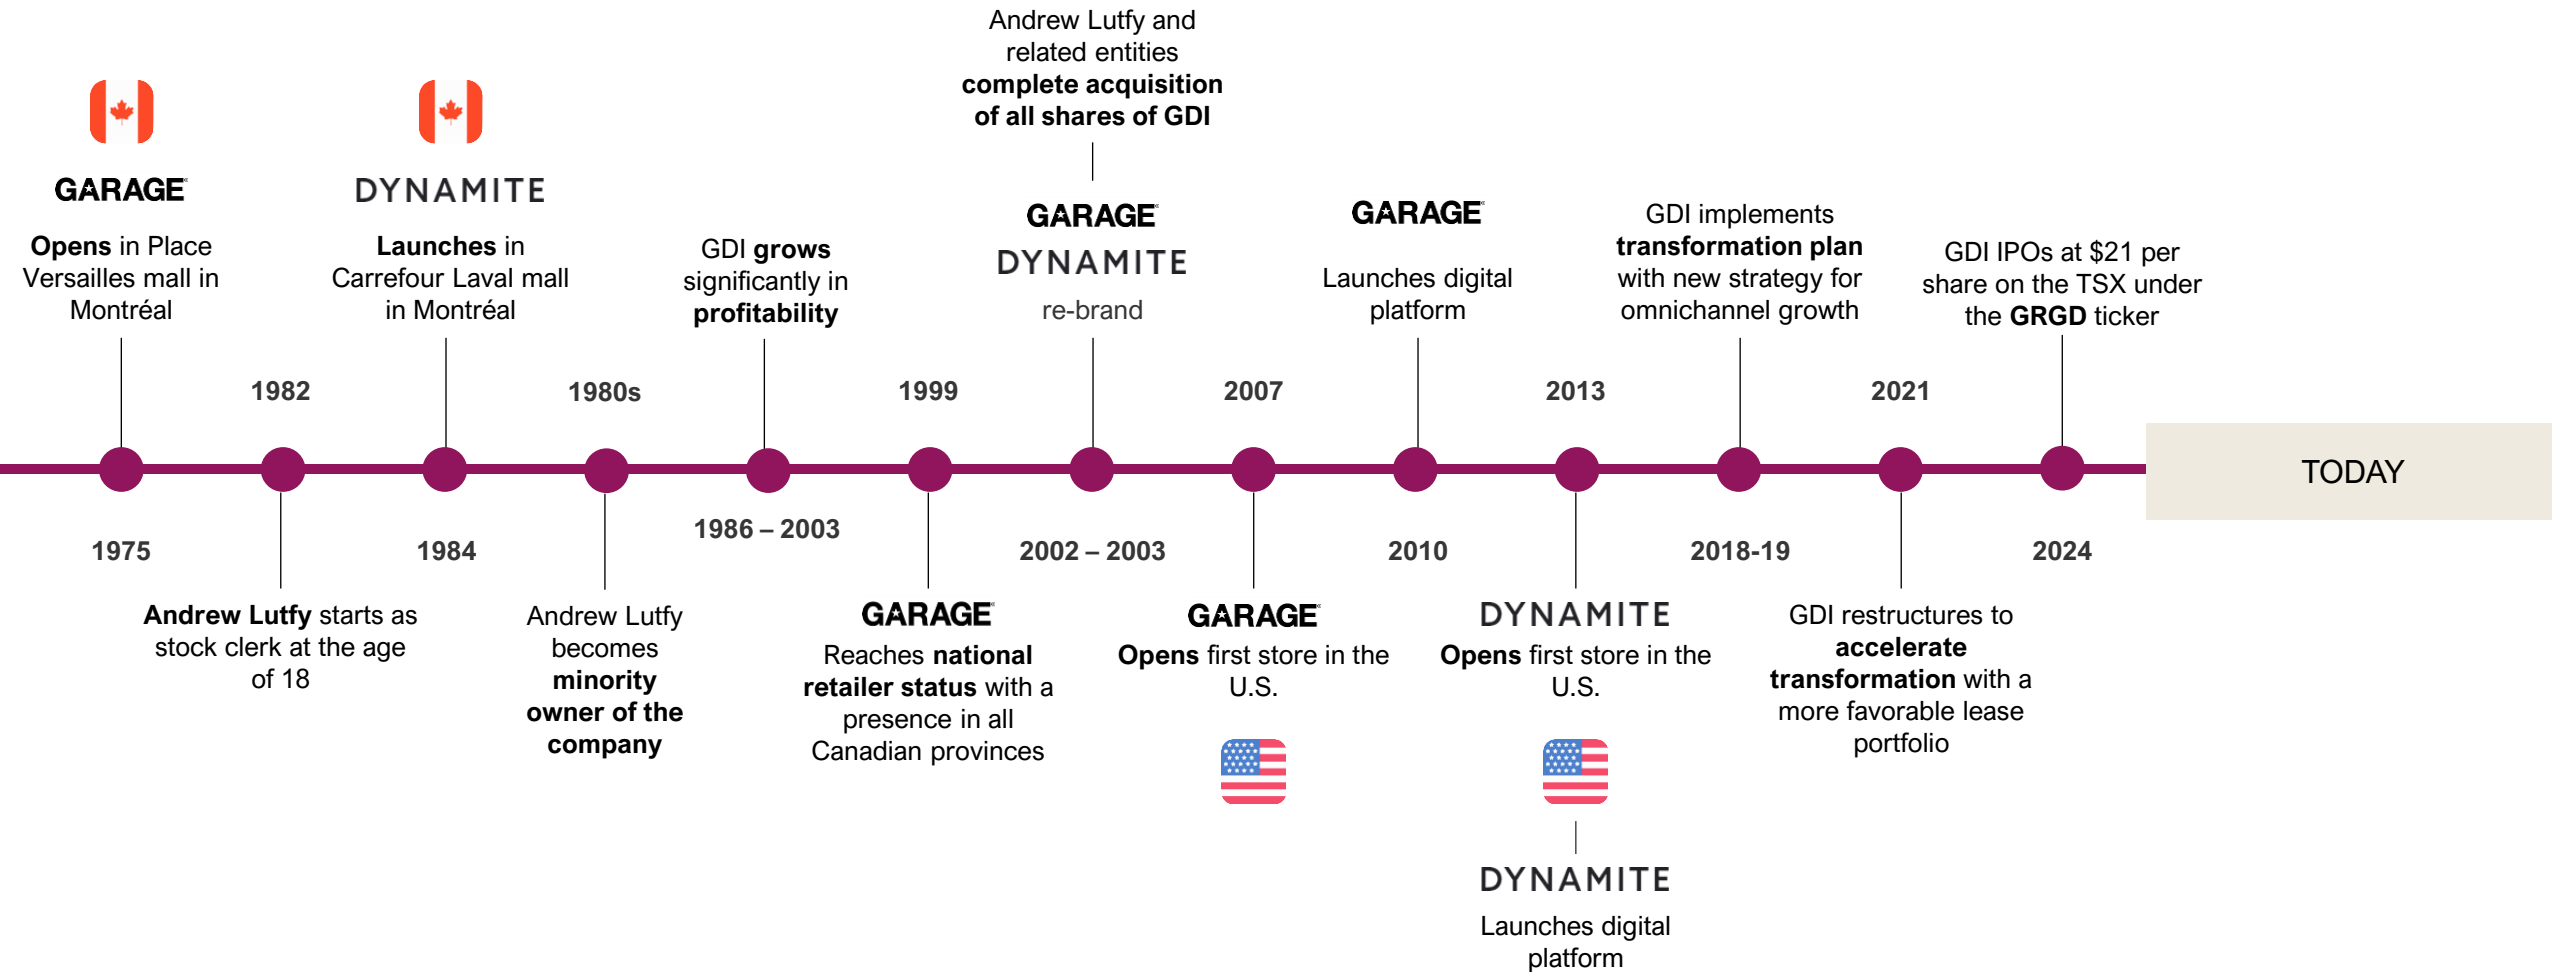 GARAGE
Opens in Place
Versailles mall in
Montréal
1975
1982
Andrew Lutfy starts as
stock clerk at the age
of 18
DYNAMITE
Launches in
Carrefour Laval mall
in Montréal
1984
1980s
Andrew Lutfy
becomes
minority
owner of the
company
GDI grows
significantly in
profitability
1986 – 2003
1999
GARAGE
Reaches national
retailer status with a
presence in all
Canadian provinces
Andrew Lutfy and
related entities
complete acquisition
of all shares of GDI
GARAGE
DYNAMITE
re-brand
2002 – 2003
2007
GARAGE
Opens first store in the
U.S.
GARAGE
Launches digital
platform
2010
2013
DYNAMITE
Opens first store in the
U.S.
DYNAMITE
Launches digital
platform
GDI implements
transformation plan
with new strategy for
omnichannel growth
2018-19
2021
GDI restructures to
accelerate
transformation with a
more favorable lease
portfolio
GDI IPOs at $21 per
share on the TSX under
the GRGD ticker
2024
TODAY